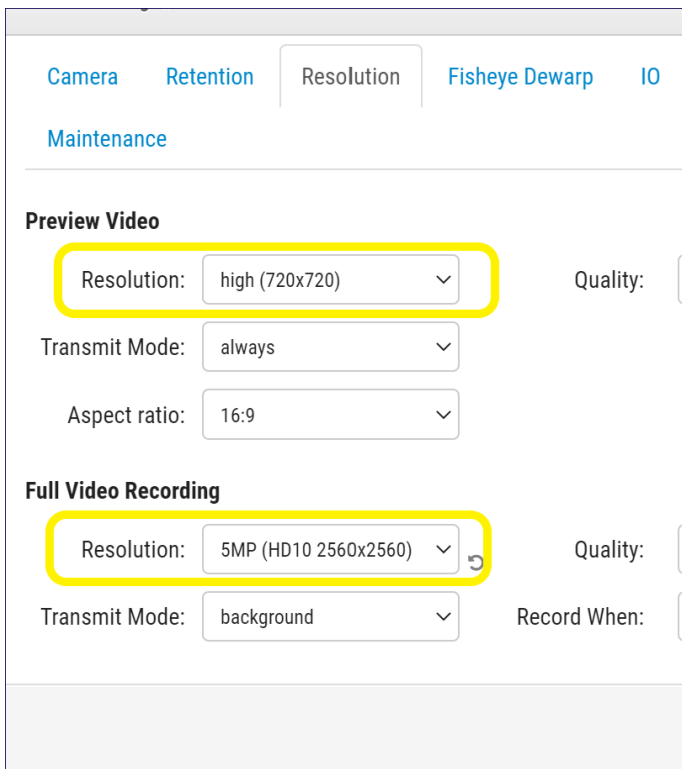 Camera Retention Resolution Fisheye Dewarp IO
Maintenance
Preview Video
Resolution: high (720x720) Quality:
Transmit Mode: always
Aspect ratio: 16:9
Full Video Recording
Resolution: 5MP (HD10 2560x2560) Quality:
Transmit Mode: background Record When: